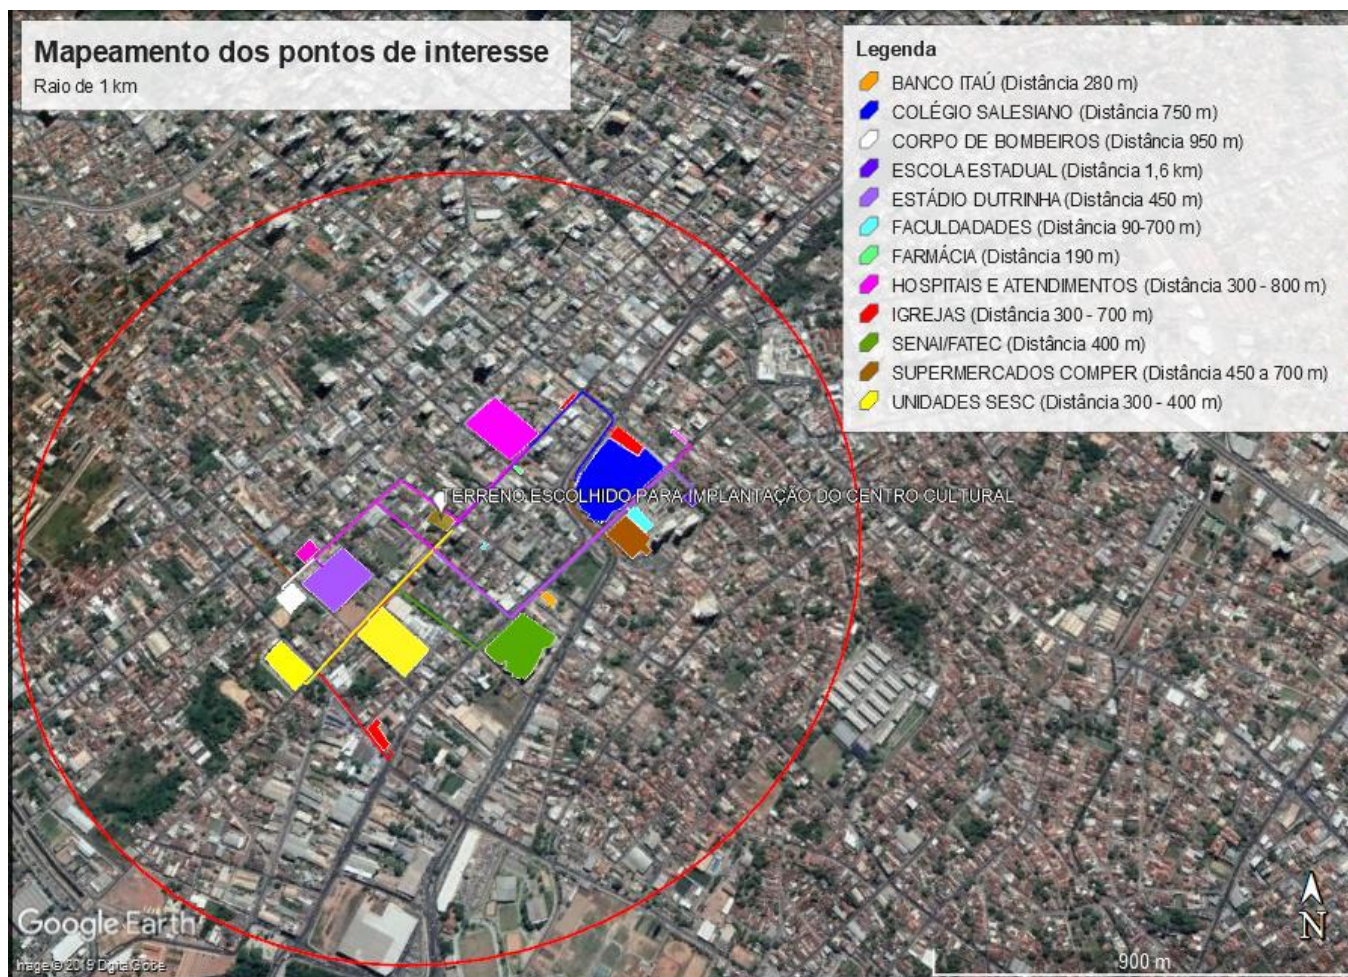 Mapeamento dos pontos de interesse
Raio de 1 km
Legenda
BANCO ITAÚ (Distância 280 m)
COLÉGIO SALESIANO (Distância 750 m)
CORPO DE BOMBEIROS (Distância 950 m)
ESCOLA ESTADUAL (Distância 1,6 km)
ESTÁDIO DUTRINHA (Distância 450 m)
FACULDADADES (Distância 90-700 m)
FARMÁCIA (Distância 190 m)
HOSPITAIS E ATENDIMENTOS (Distância 300 - 800 m)
IGREJAS (Distância 300 - 700 m)
SENAI/FATEC (Distância 400 m)
SUPERMERCADOS COMPER (Distância 450 a 700 m)
UNIDADES SESC (Distância 300 - 400 m)
TERRENO ESCOLHIDO PARA IMPLANTAÇÃO DO CENTRO CULTURAL
Google Earth
Image © 2019 DigitalGlobe
900 m
N